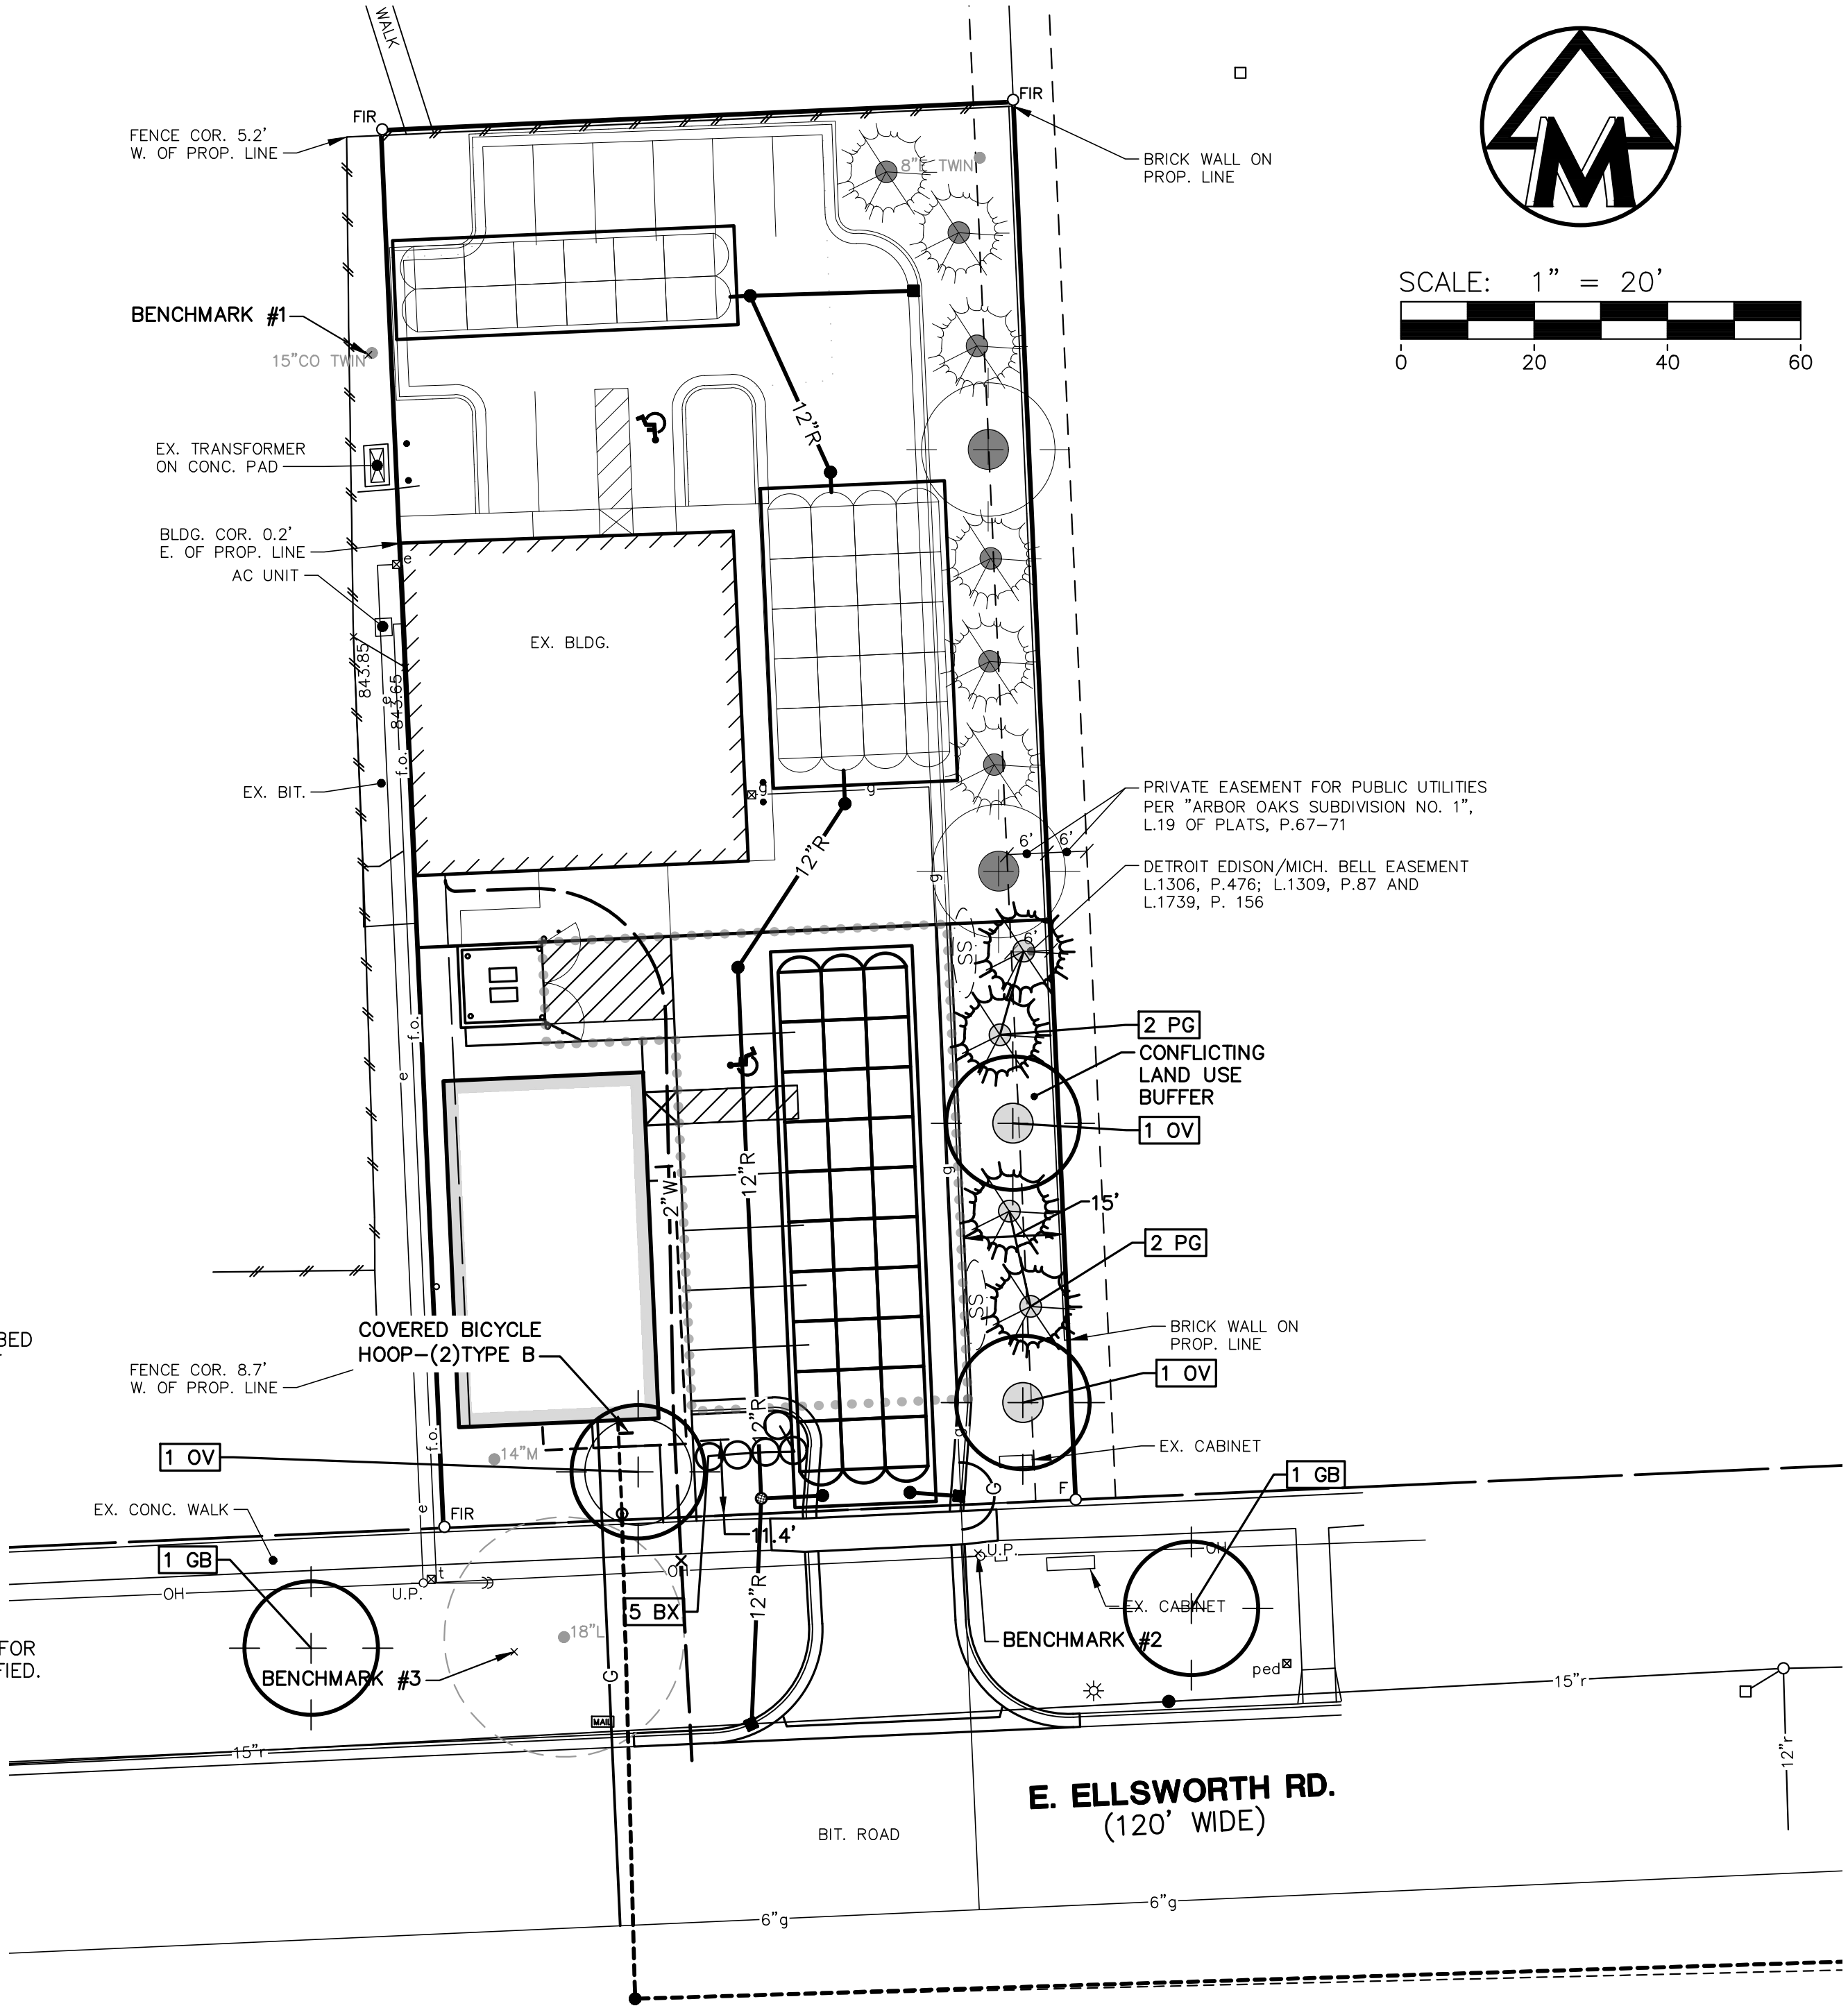 WALK
FIR
FIR
FENCE COR. 5.2'
W. OF PROP. LINE
8"E TWIN
BRICK WALL ON
PROP. LINE
M
SCALE: 1" = 20'
0 20 40 60
BENCHMARK #1
15"CO TWIN
12"R
EX. TRANSFORMER
ON CONC. PAD
BLDG. COR. 0.2'
E. OF PROP. LINE
e
AC UNIT
EX. BLDG.
843.85
843.65
e
f.o.
EX. BIT.
g
g
PRIVATE EASEMENT FOR PUBLIC UTILITIES
PER "ARBOR OAKS SUBDIVISION NO. 1",
L.19 OF PLATS, P.67-71
6' 6'
12"R
g
DETROIT EDISON/MICH. BELL EASEMENT
L.1306, P.476; L.1309, P.87 AND
L.1739, P. 156
6'
SS
f.o.
2 PG
CONFLICTING
LAND USE
BUFFER
e
1 OV
12"R
2"W
g
15'
2 PG
SS
COVERED BICYCLE
HOOP-(2)TYPE B
BED
BRICK WALL ON
PROP. LINE
FENCE COR. 8.7'
W. OF PROP. LINE
1 OV
12"R
f.o.
g
1 OV
14"M
EX. CABINET
1 GB
G
F
EX. CONC. WALK
e
FIR
11.4'
1 GB
t
U.P.
OH
OH
U.P.
OH
12"R
5 BX
EX. CABINET
18"L
FOR
FIED.
BENCHMARK #2
BENCHMARK #3
G
ped
15"r
MAIL
15"r
12"r
E. ELLSWORTH RD.
(120' WIDE)
BIT. ROAD
6"g
6"g